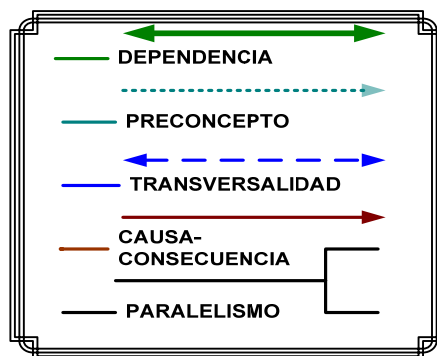 DEPENDENCIA
PRECONCEPTO
TRANSVERSALIDAD
CAUSA-
CONSECUENCIA
PARALELISMO